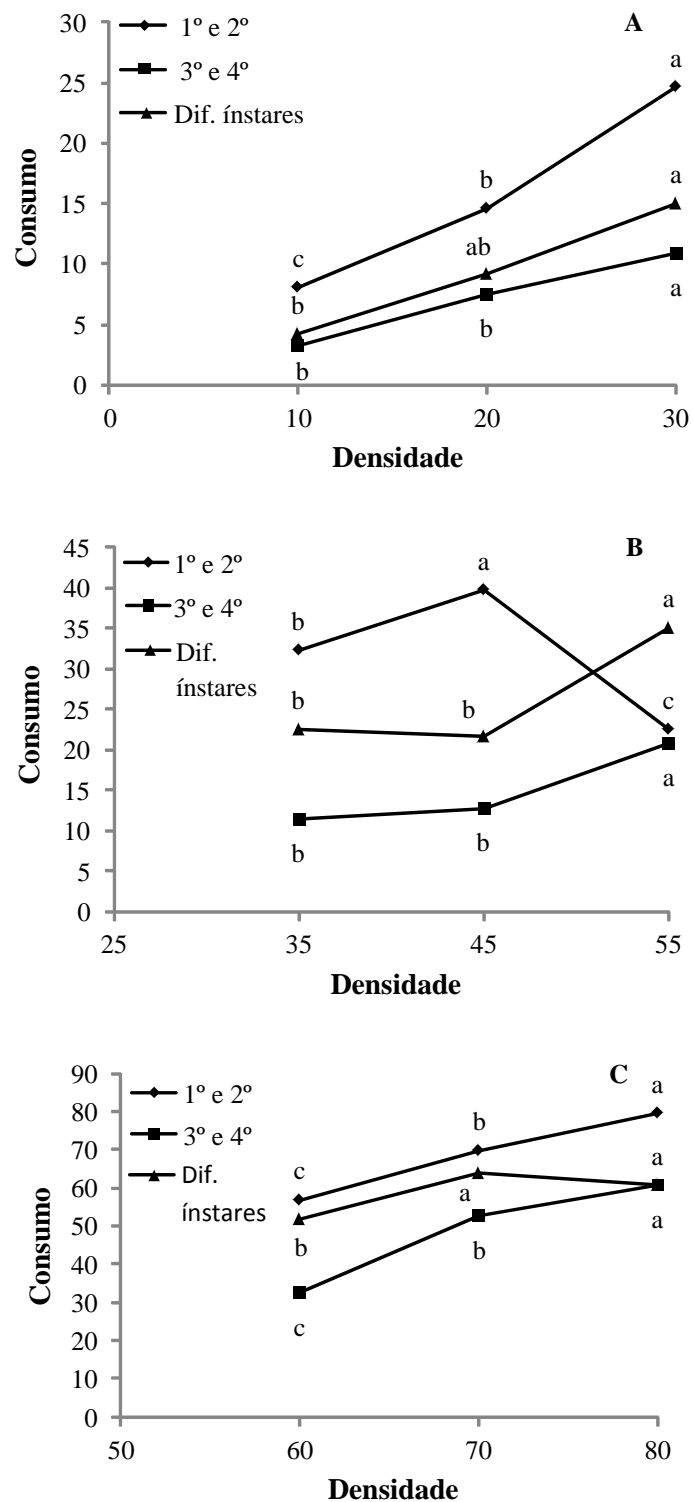 A
1º e 2º
3º e 4º
Dif. ínstares
Consumo
30
25
20
15
10
5
0
a
b
a
c
ab
b
a
b
b
0 10 20 30
Densidade
B
1º e 2º
3º e 4º
Dif.
ínstares
Consumo
45
40
35
30
25
20
15
10
5
0
a
a
b
b
b
c
a
b
b
25 35 45 55
Densidade
C
1º e 2º
3º e 4º
Dif.
ínstares
Consumo
90
80
70
60
50
40
30
20
10
0
a
b
c
a
a
b
b
a
c
50 60 70 80
Densidade